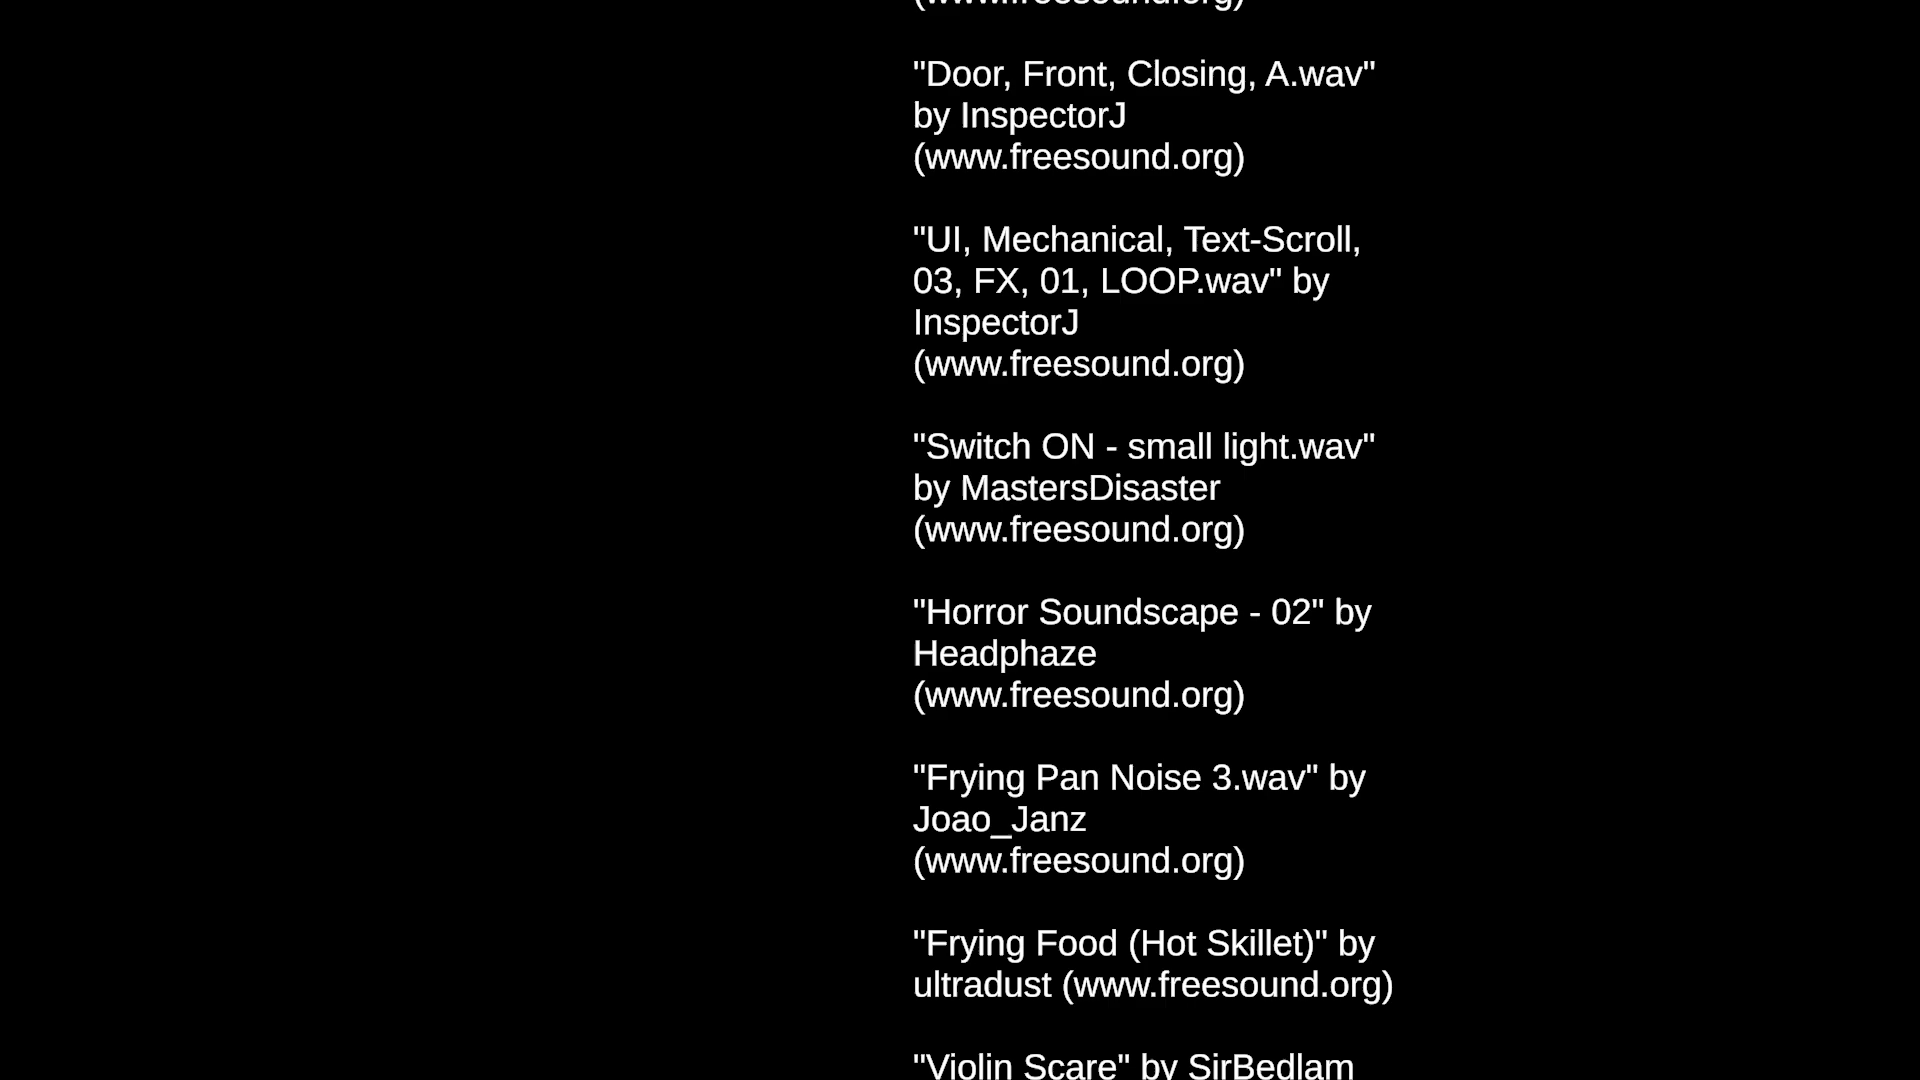 (www.freesound.org)
"Door, Front, Closing, A.wav"
by InspectorJ
(www.freesound.org)
"UI, Mechanical, Text-Scroll,
03, FX, 01, LOOP.wav" by
InspectorJ
(www.freesound.org)
"Switch ON - small light.wav"
by MastersDisaster
(www.freesound.org)
"Horror Soundscape - 02" by
Headphaze
(www.freesound.org)
"Frying Pan Noise 3.wav" by
Joao_Janz
(www.freesound.org)
"Frying Food (Hot Skillet)" by
ultradust (www.freesound.org)
"Violin Scare" by SirBedlam